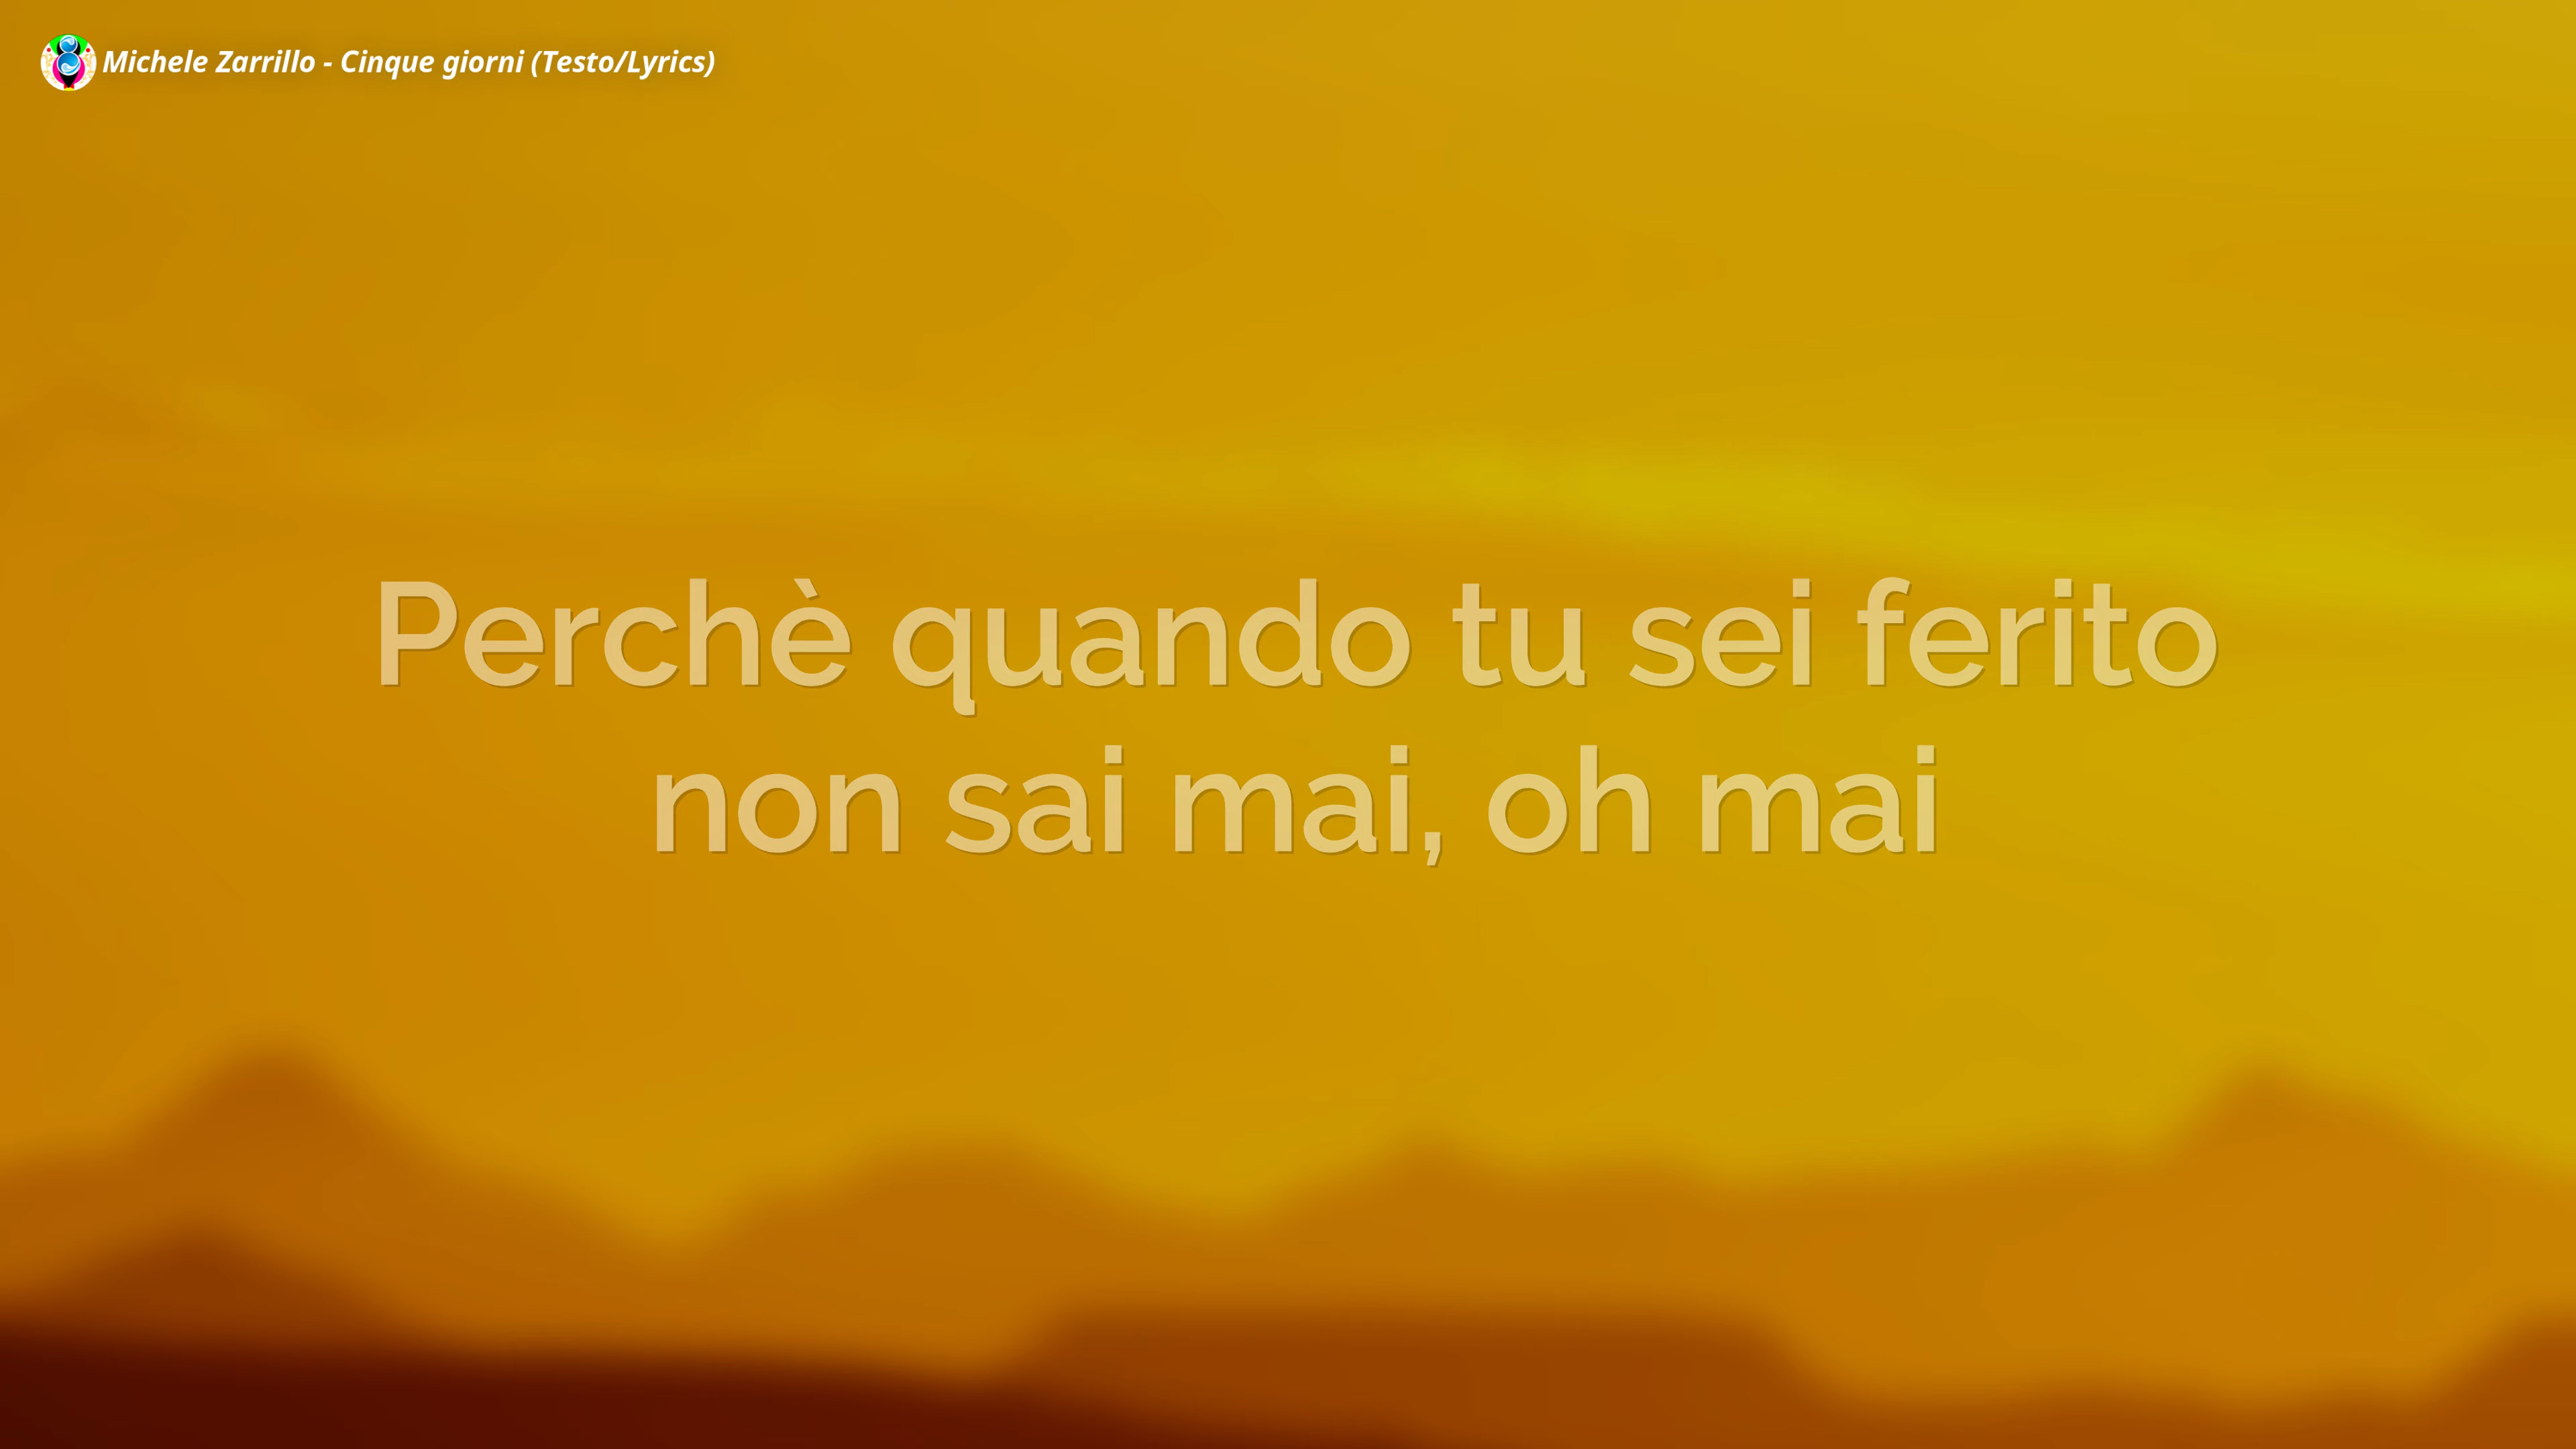 Michele Zarrillo - Cinque giorni (Testo/Lyrics)
Perchè quando tu sei ferito
non sai mai, oh mai